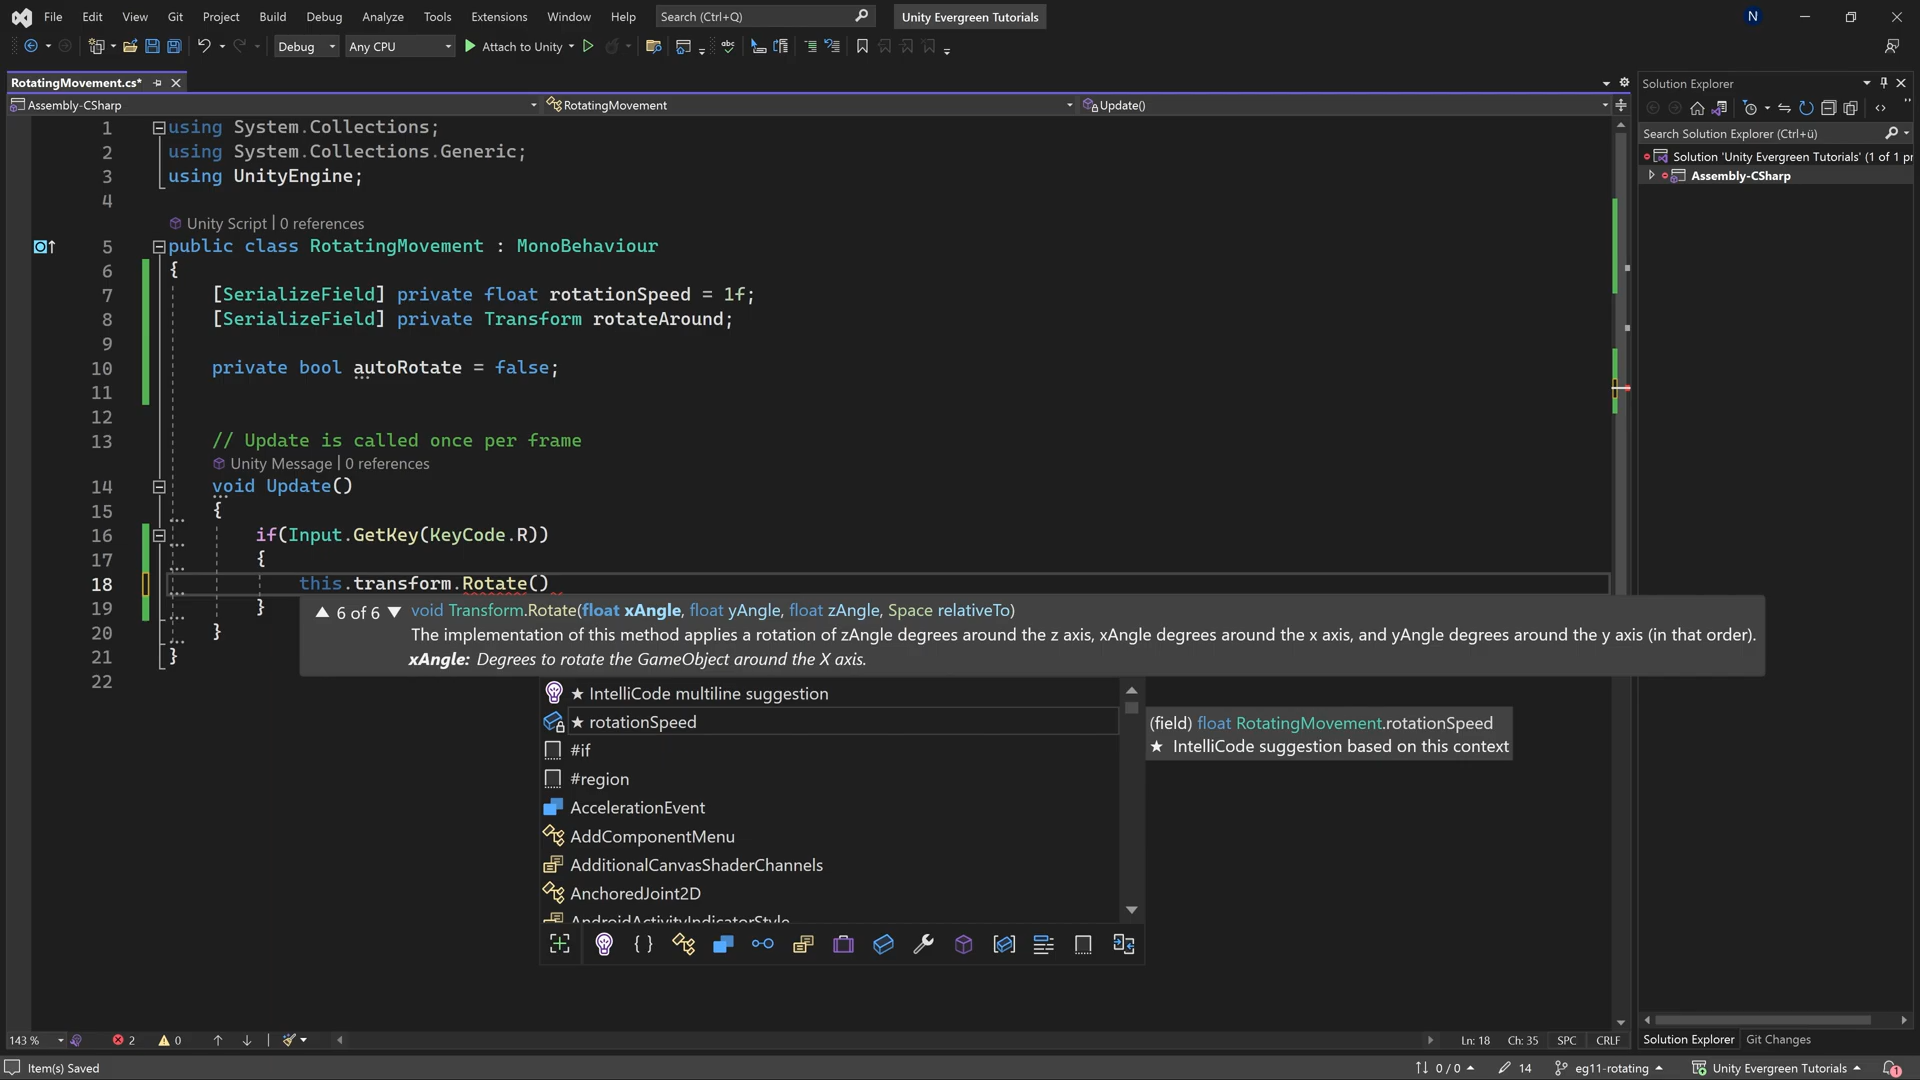 File Edit View Git Project Build Debug Analyze Tools Extensions Window Help Search (Ctrl+Q) Unity Evergreen Tutorials N
Debug Any CPU Attach to Unity
RotatingMovement.cs*
Assembly-CSharp RotatingMovement Update()
1 using System.Collections;
2 using System.Collections.Generic;
3 using UnityEngine;
4
Unity Script | 0 references
5 public class RotatingMovement : MonoBehaviour
6 {
7 [SerializeField] private float rotationSpeed = 1f;
8 [SerializeField] private Transform rotateAround;
9
10 private bool autoRotate = false;
11
12
13 // Update is called once per frame
Unity Message | 0 references
14 void Update()
15 {
16 if(Input.GetKey(KeyCode.R))
17 {
18 this.transform.Rotate()
19 }
20 }
21 }
22
6 of 6 void Transform.Rotate(float xAngle, float yAngle, float zAngle, Space relativeTo)
The implementation of this method applies a rotation of zAngle degrees around the z axis, xAngle degrees around the x axis, and yAngle degrees around the y axis (in that order).
xAngle: Degrees to rotate the GameObject around the X axis.
★ IntelliCode multiline suggestion
★ rotationSpeed
#if
#region
AccelerationEvent
AddComponentMenu
AdditionalCanvasShaderChannels
AnchoredJoint2D
AndroidActivityIndicatorStyle
(field) float RotatingMovement.rotationSpeed
★ IntelliCode suggestion based on this context
Solution Explorer
Search Solution Explorer (Ctrl+ü)
Solution 'Unity Evergreen Tutorials' (1 of 1 pr
Assembly-CSharp
143 % 2 0 Ln: 18 Ch: 35 SPC CRLF
Solution Explorer Git Changes
Item(s) Saved 0 / 0 14 eg11-rotating Unity Evergreen Tutorials 1